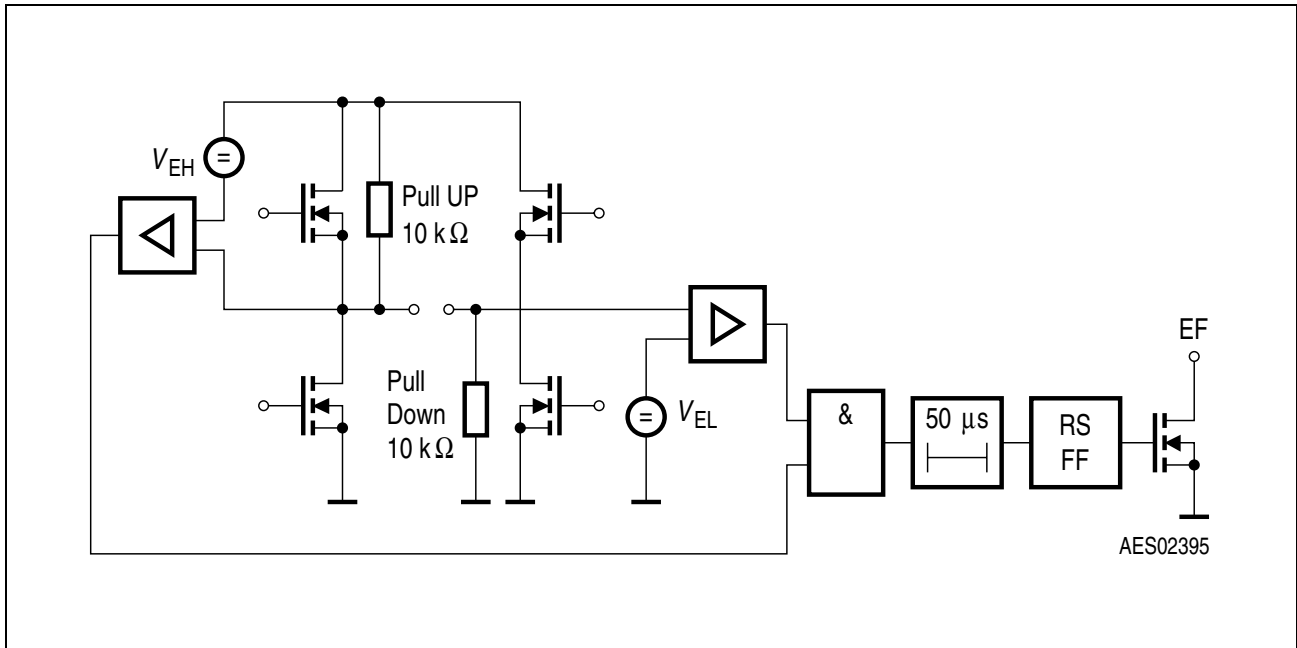 V_EH
Pull UP
10 kΩ
Pull
Down
10 kΩ
V_EL
&
50 μs
RS
FF
EF
AES02395